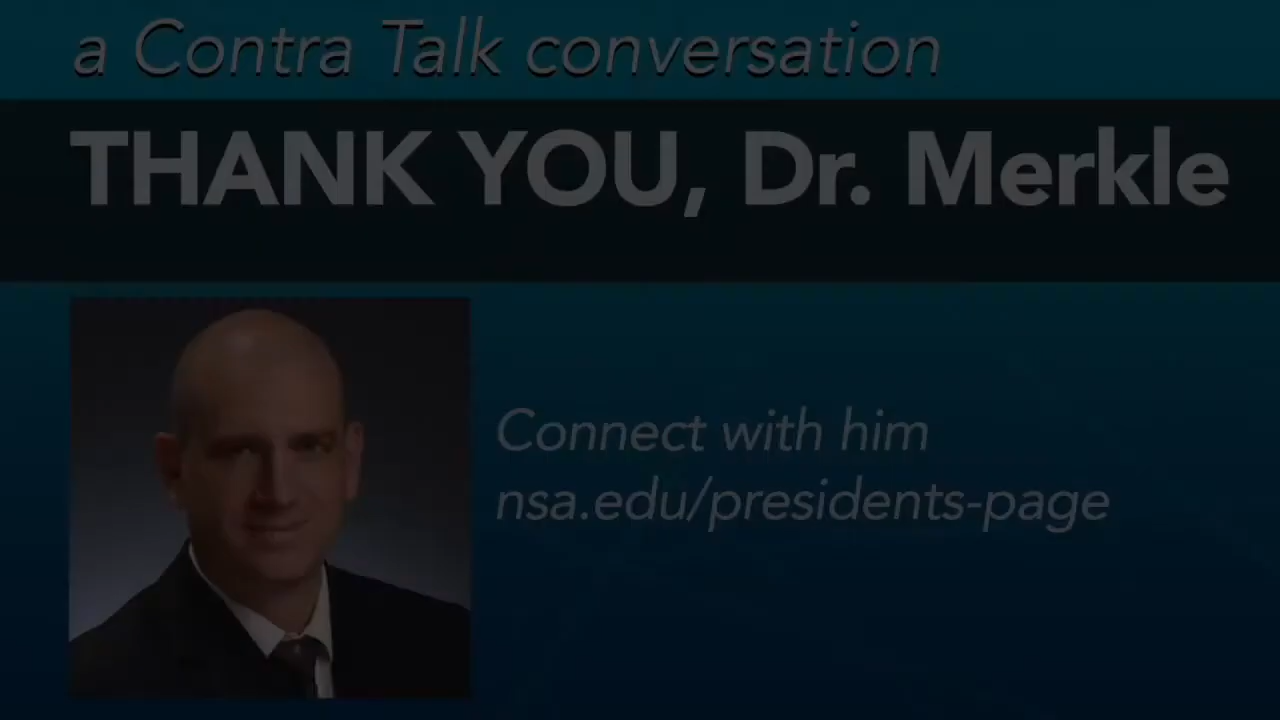 a Contra Talk conversation
THANK YOU, Dr. Merkle
Connect with him
nsa.edu/presidents-page